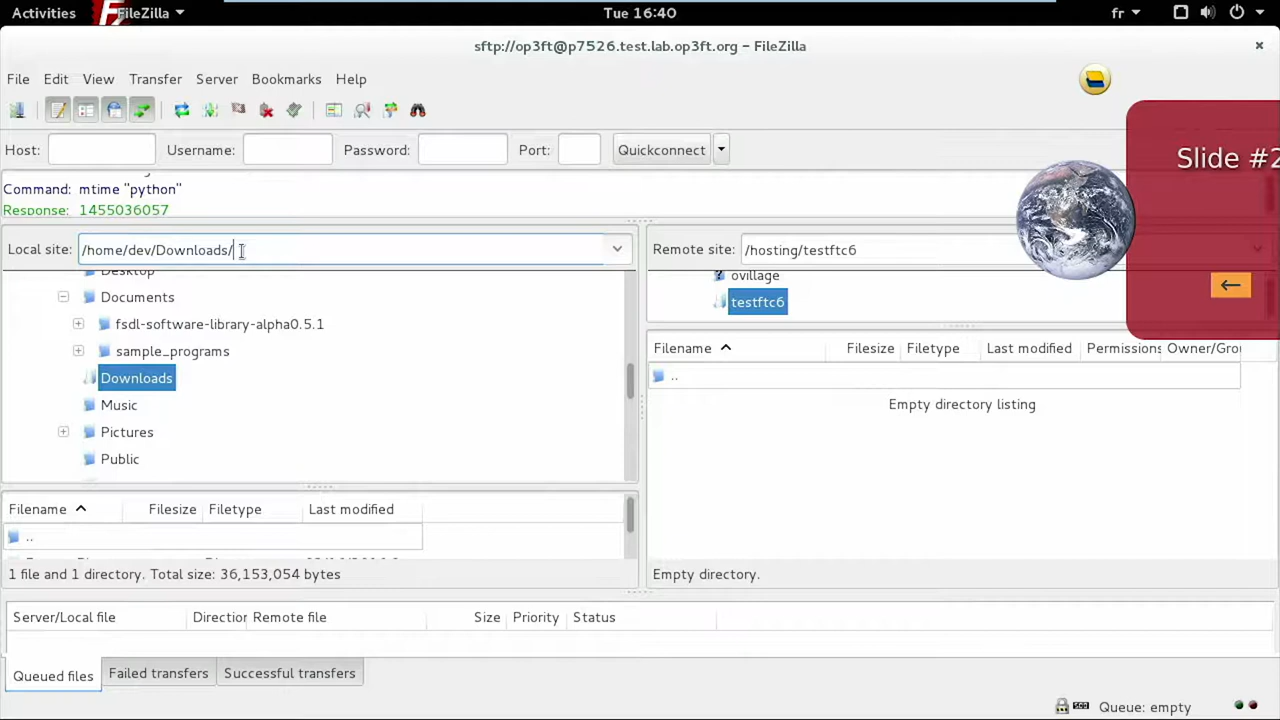 Activities FileZilla Tue 16:40 fr
sftp://op3ft@p7526.test.lab.op3ft.org – FileZilla
File Edit View Transfer Server Bookmarks Help
Host: Username: Password: Port: Quickconnect
Slide #2
Command: mtime "python"
Response: 1455036057
Local site: /home/dev/Downloads/
Remote site: /hosting/testftc6
Desktop
Documents
fsdl-software-library-alpha0.5.1
sample_programs
Downloads
Music
Pictures
Public
ovillage
testftc6
Filename Filesize Filetype Last modified Permissions Owner/Grou
..
Empty directory listing
Filename Filesize Filetype Last modified
..
1 file and 1 directory. Total size: 36,153,054 bytes
Empty directory.
Server/Local file Direction Remote file Size Priority Status
Queued files Failed transfers Successful transfers
Queue: empty